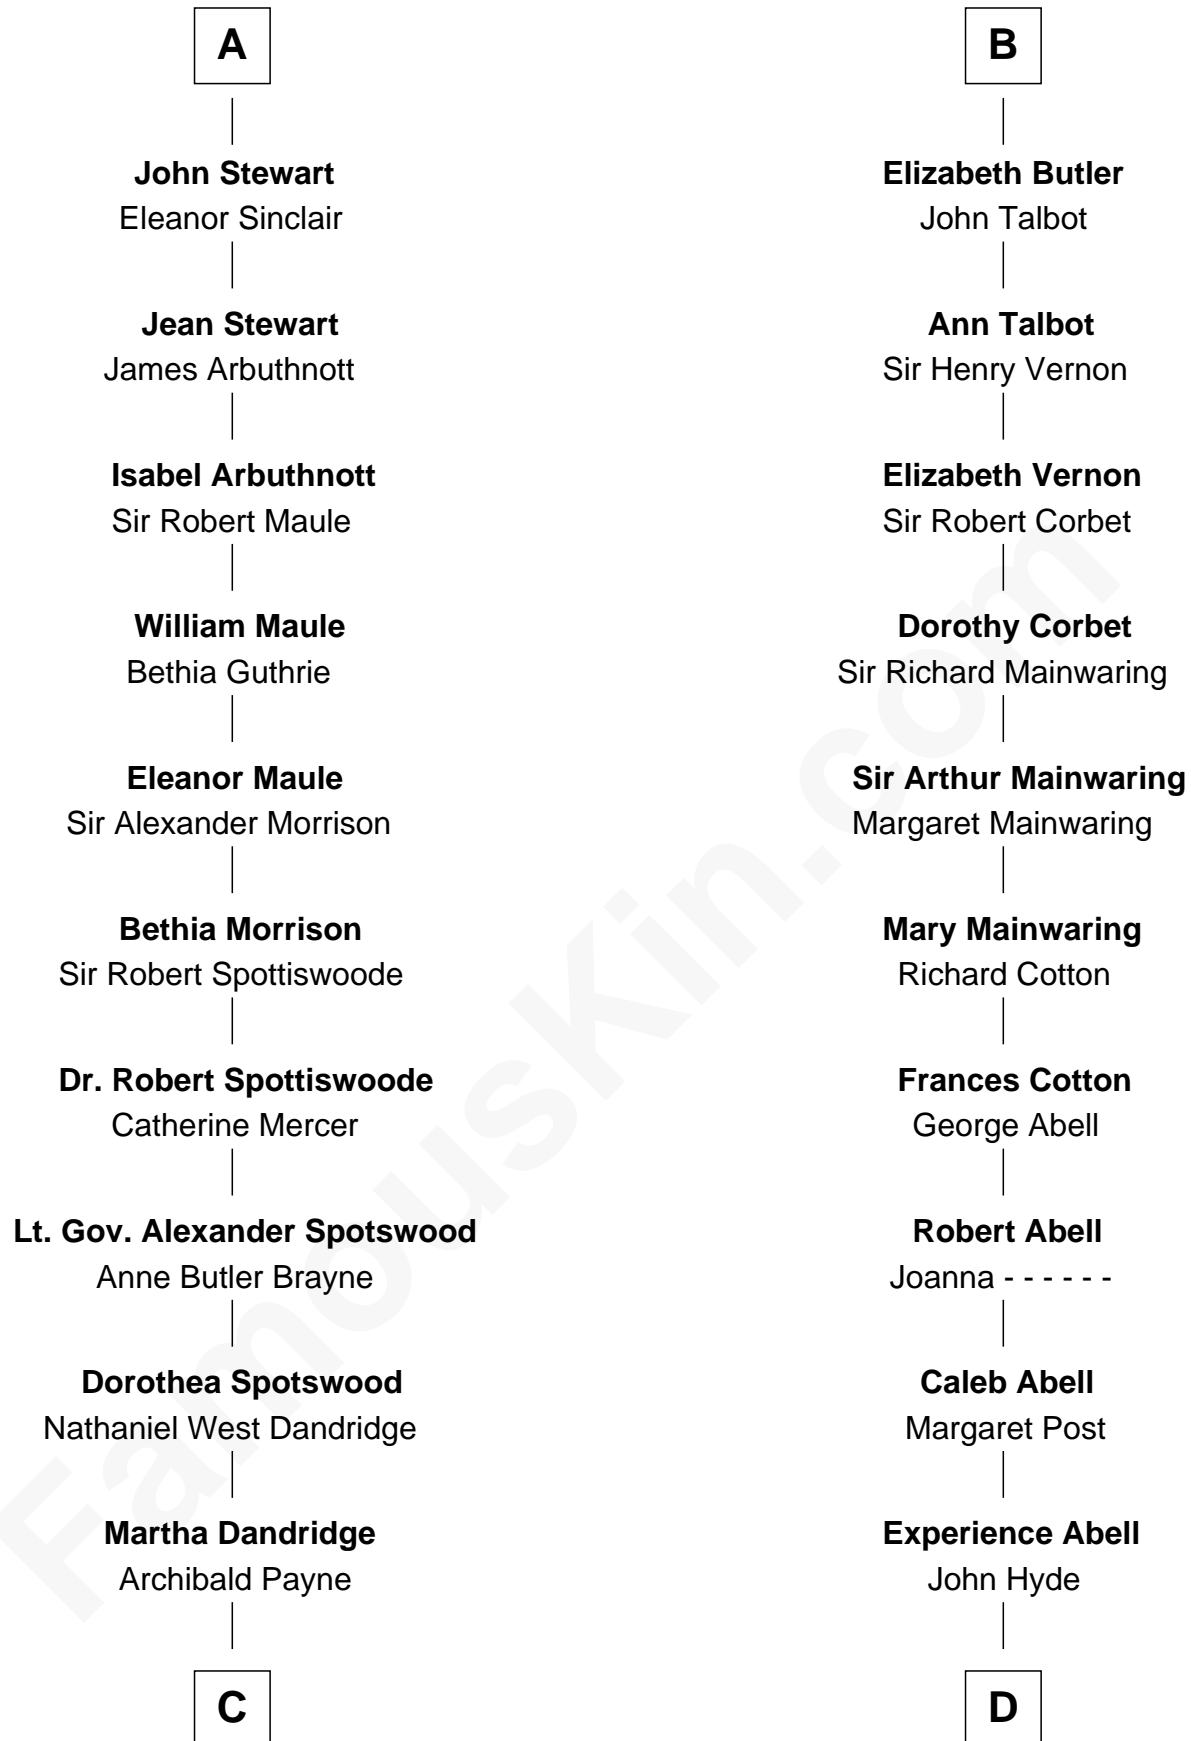 A
John Stewart
Eleanor Sinclair
Jean Stewart
James Arbuthnott
Isabel Arbuthnott
Sir Robert Maule
William Maule
Bethia Guthrie
Eleanor Maule
Sir Alexander Morrison
Bethia Morrison
Sir Robert Spottiswoode
Dr. Robert Spottiswoode
Catherine Mercer
Lt. Gov. Alexander Spotswood
Anne Butler Brayne
Dorothea Spotswood
Nathaniel West Dandridge
Martha Dandridge
Archibald Payne
C
B
Elizabeth Butler
John Talbot
Ann Talbot
Sir Henry Vernon
Elizabeth Vernon
Sir Robert Corbet
Dorothy Corbet
Sir Richard Mainwaring
Sir Arthur Mainwaring
Margaret Mainwaring
Mary Mainwaring
Richard Cotton
Frances Cotton
George Abell
Robert Abell
Joanna - - - - - -
Caleb Abell
Margaret Post
Experience Abell
John Hyde
D
FamousKin.com